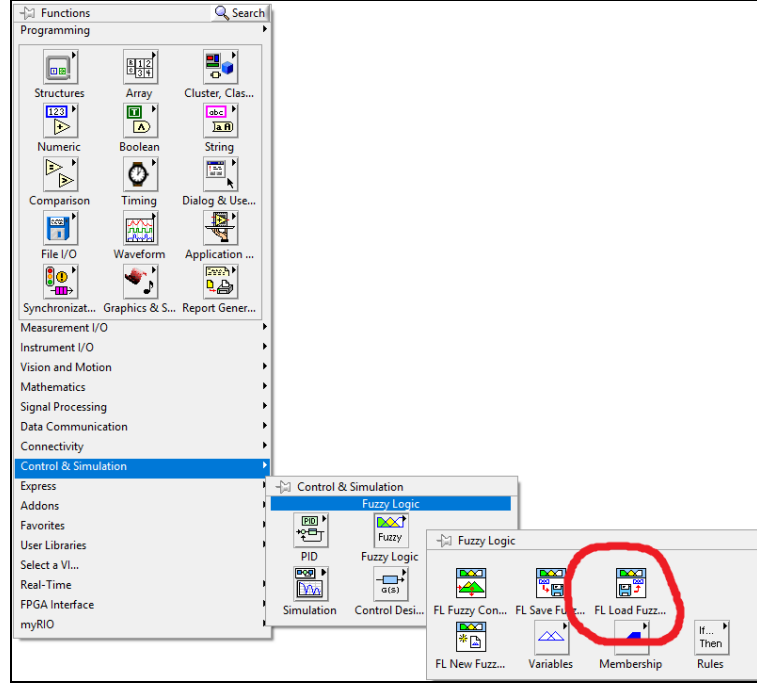 Functions
Search
Programming
Structures
Array
Cluster, Clas...
Numeric
Boolean
String
Comparison
Timing
Dialog & Use...
File I/O
Waveform
Application ...
Synchronizat...
Graphics & S...
Report Gener...
Measurement I/O
Instrument I/O
Vision and Motion
Mathematics
Signal Processing
Data Communication
Connectivity
Control & Simulation
Express
Addons
Favorites
User Libraries
Select a VI...
Real-Time
FPGA Interface
myRIO
Control & Simulation
Fuzzy Logic
PID
Fuzzy
PID
Fuzzy Logic
G(s)
Simulation
Control Desi...
Fuzzy Logic
FL Fuzzy Con...
FL Save Fuzz...
FL Load Fuzz...
If...
Then
FL New Fuzz...
Variables
Membership
Rules